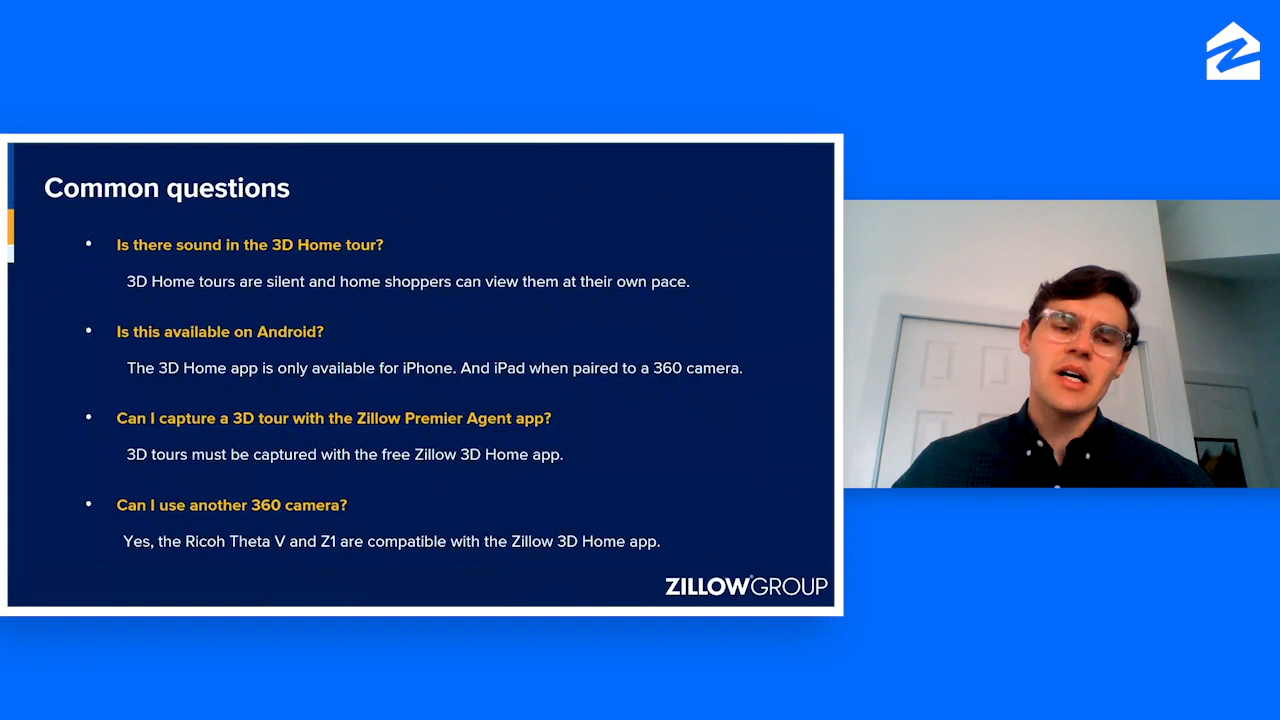 Common questions
• Is there sound in the 3D Home tour?
3D Home tours are silent and home shoppers can view them at their own pace.
• Is this available on Android?
The 3D Home app is only available for iPhone. And iPad when paired to a 360 camera.
• Can I capture a 3D tour with the Zillow Premier Agent app?
3D tours must be captured with the free Zillow 3D Home app.
• Can I use another 360 camera?
Yes, the Ricoh Theta V and Z1 are compatible with the Zillow 3D Home app.
ZILLOW GROUP